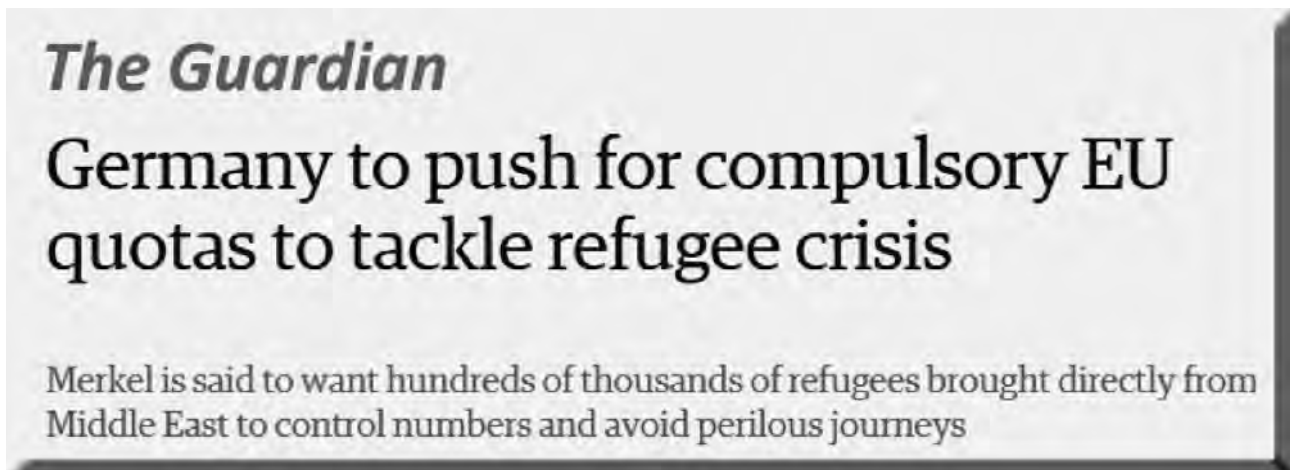 The Guardian
Germany to push for compulsory EU
quotas to tackle refugee crisis
Merkel is said to want hundreds of thousands of refugees brought directly from
Middle East to control numbers and avoid perilous journeys